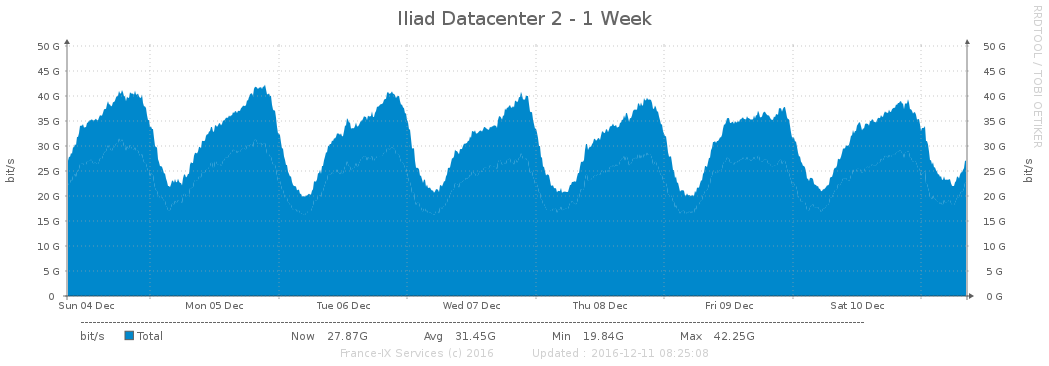 Iliad Datacenter 2 - 1 Week
RRDTOOL / TOBI OETIKER
50 G 50 G
45 G 45 G
40 G 40 G
35 G 35 G
30 G 30 G
25 G 25 G
20 G 20 G
15 G 15 G
10 G 10 G
5 G 5 G
0 0 G
bit/s bit/s
Sun 04 Dec Mon 05 Dec Tue 06 Dec Wed 07 Dec Thu 08 Dec Fri 09 Dec Sat 10 Dec
bit/s Total Now 27.87G Avg 31.45G Min 19.84G Max 42.25G
France-IX Services (c) 2016 Updated : 2016-12-11 08:25:08